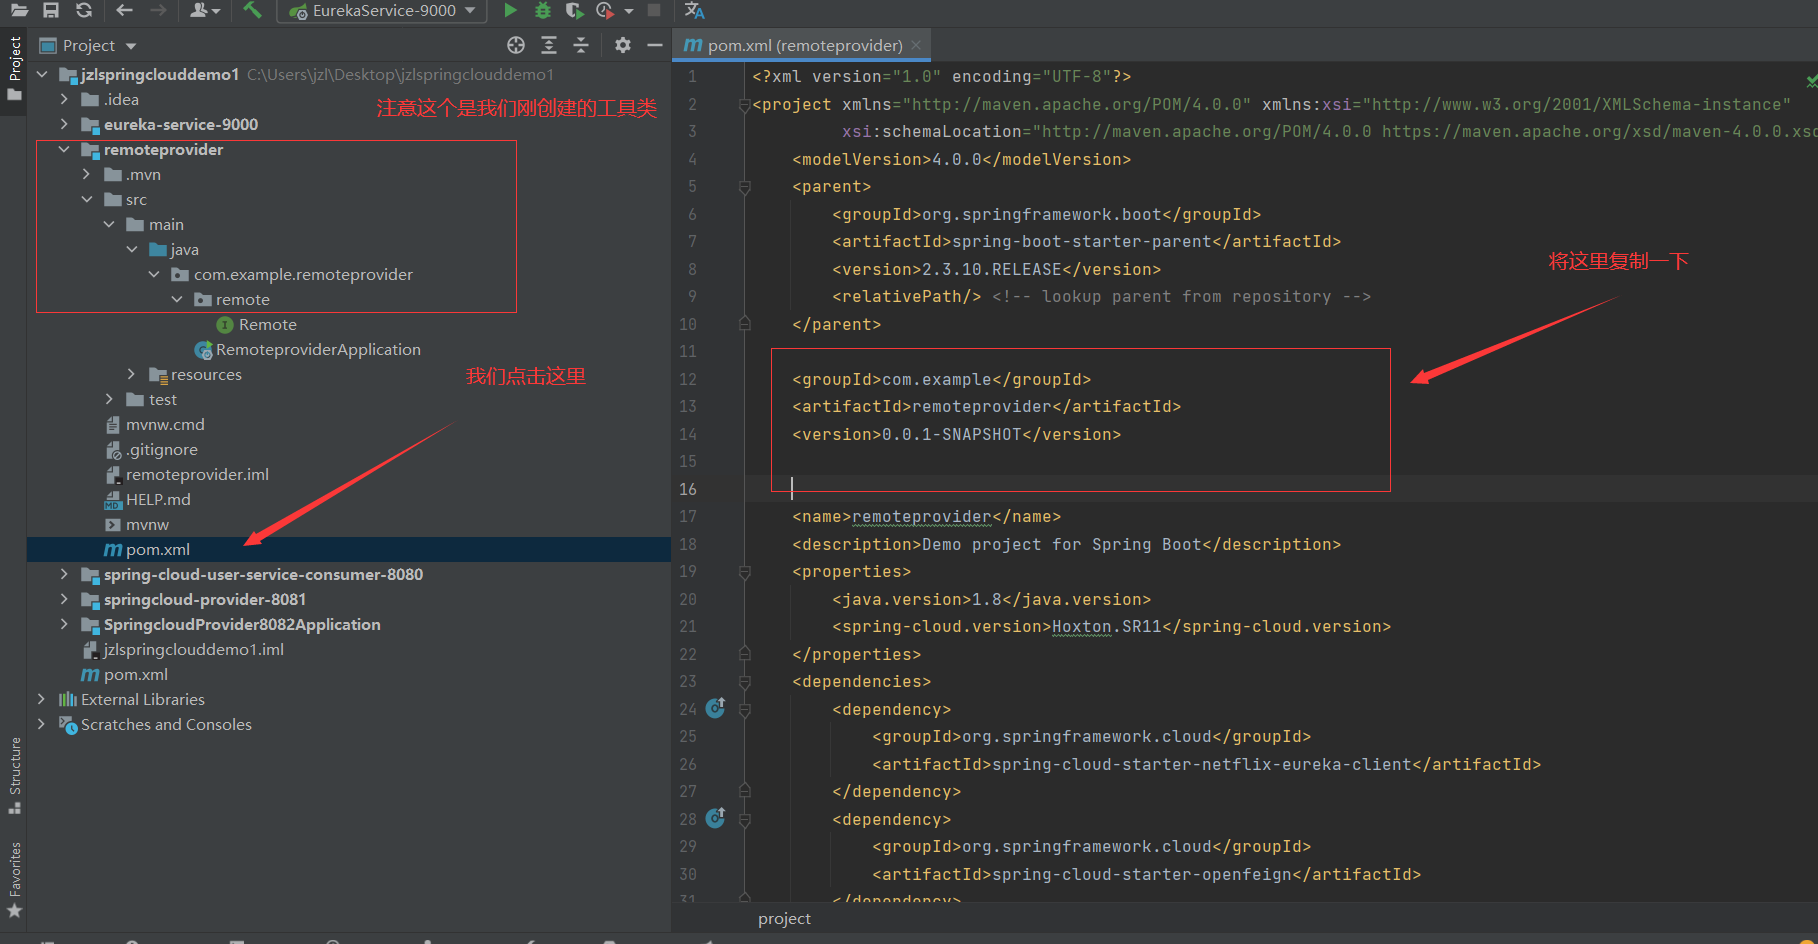 EurekaService-9000
Project
Project
jzlspringclouddemo1 C:\Users\jzl\Desktop\jzlspringclouddemo1
.idea
注意这个是我们刚创建的工具类
eureka-service-9000
remoteprovider
.mvn
src
main
java
com.example.remoteprovider
remote
Remote
RemoteproviderApplication
resources
我们点击这里
test
mvnw.cmd
.gitignore
remoteprovider.iml
HELP.md
mvnw
pom.xml
spring-cloud-user-service-consumer-8080
springcloud-provider-8081
SpringcloudProvider8082Application
jzlspringclouddemo1.iml
pom.xml
External Libraries
Scratches and Consoles
Structure
Favorites
pom.xml (remoteprovider)
1 <?xml version="1.0" encoding="UTF-8"?>
2 <project xmlns="http://maven.apache.org/POM/4.0.0" xmlns:xsi="http://www.w3.org/2001/XMLSchema-instance"
3 xsi:schemaLocation="http://maven.apache.org/POM/4.0.0 https://maven.apache.org/xsd/maven-4.0.0.xsd
4 <modelVersion>4.0.0</modelVersion>
5 <parent>
6 <groupId>org.springframework.boot</groupId>
7 <artifactId>spring-boot-starter-parent</artifactId>
8 <version>2.3.10.RELEASE</version>
将这里复制一下
9 <relativePath/> <!-- lookup parent from repository -->
10 </parent>
11
12 <groupId>com.example</groupId>
13 <artifactId>remoteprovider</artifactId>
14 <version>0.0.1-SNAPSHOT</version>
15
16
17 <name>remoteprovider</name>
18 <description>Demo project for Spring Boot</description>
19 <properties>
20 <java.version>1.8</java.version>
21 <spring-cloud.version>Hoxton.SR11</spring-cloud.version>
22 </properties>
23 <dependencies>
24 <dependency>
25 <groupId>org.springframework.cloud</groupId>
26 <artifactId>spring-cloud-starter-netflix-eureka-client</artifactId>
27 </dependency>
28 <dependency>
29 <groupId>org.springframework.cloud</groupId>
30 <artifactId>spring-cloud-starter-openfeign</artifactId>
31 </dependency>
project